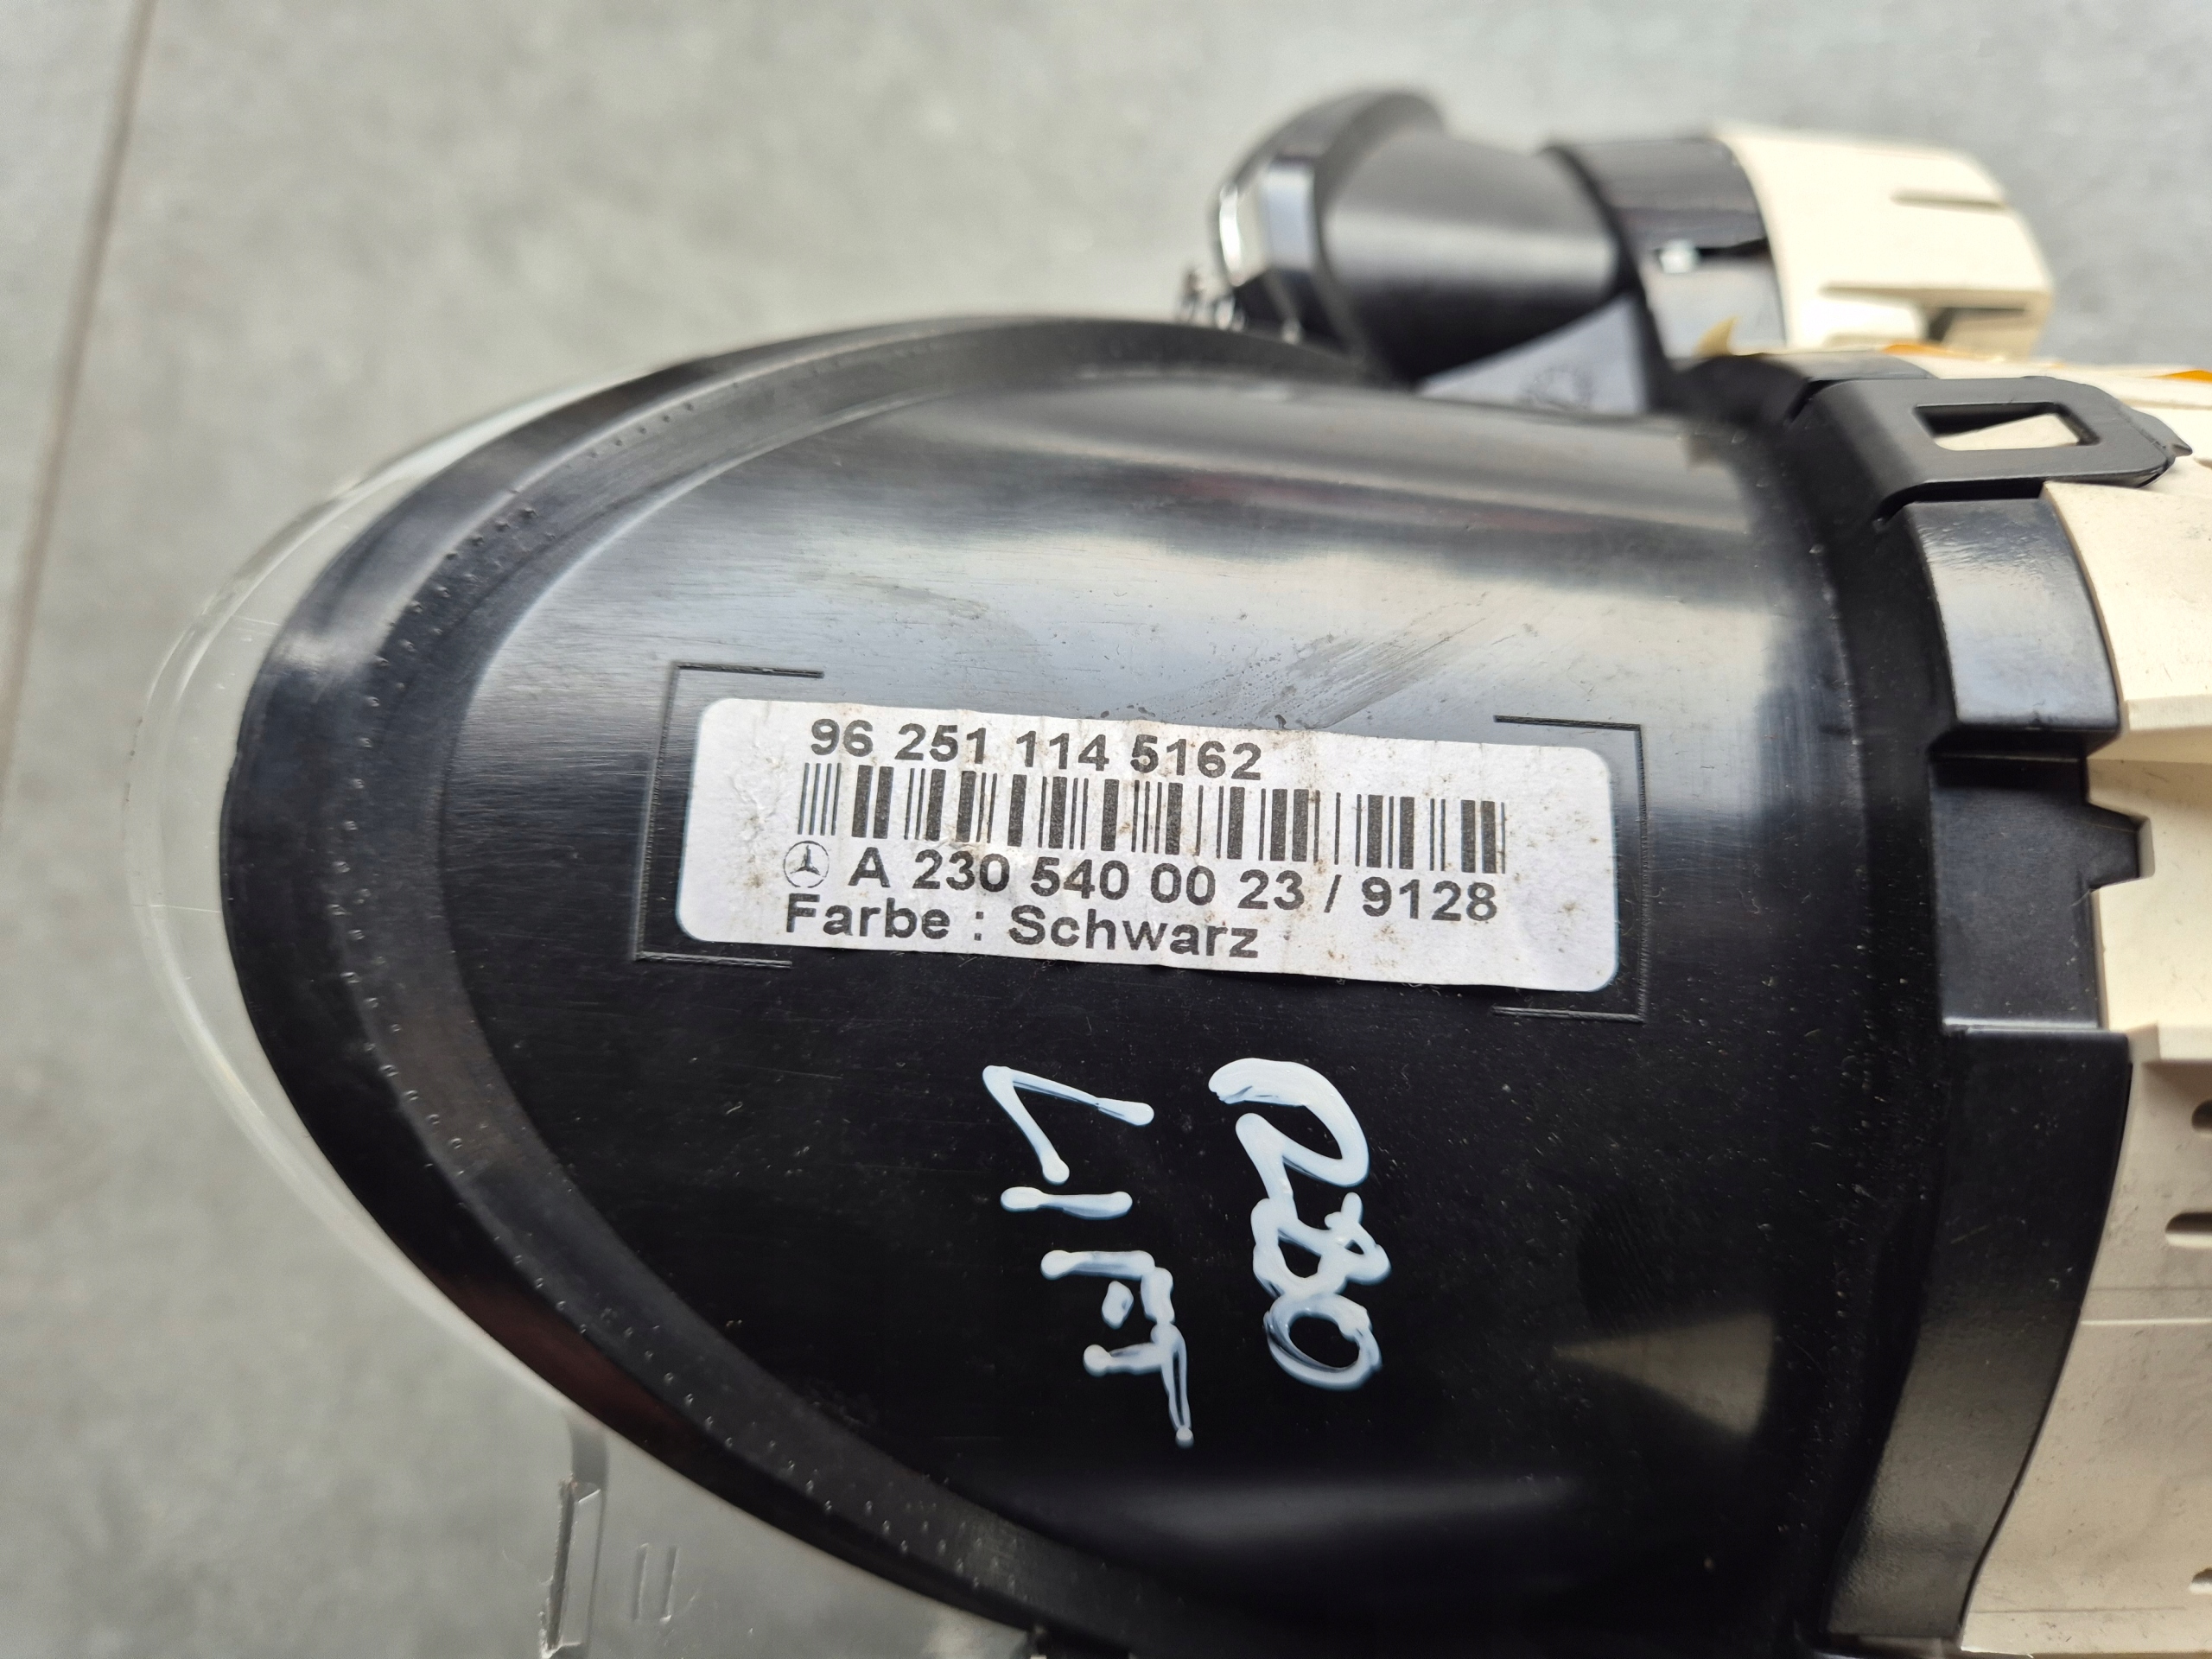 96 251 114 5162
A 230 540 00 23 / 9128
Farbe : Schwarz
R230
LIFT